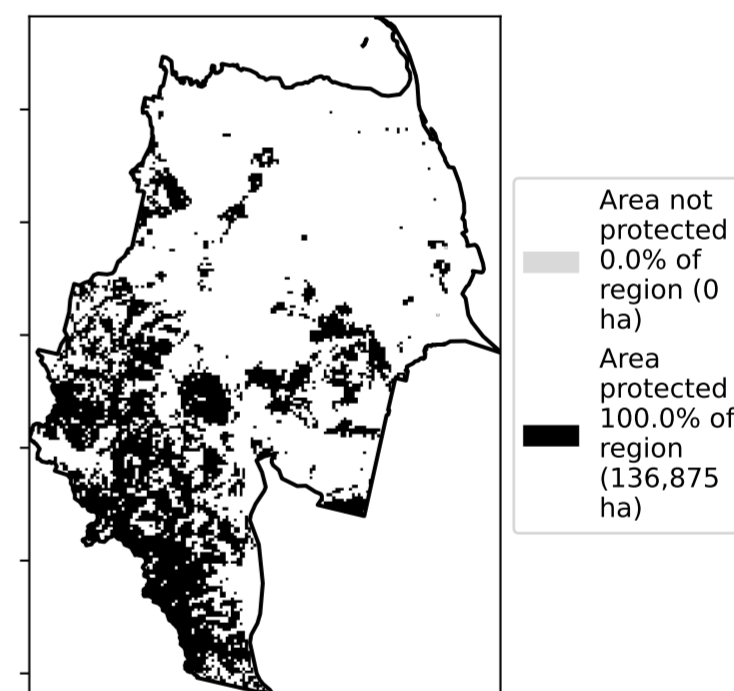 Area not
protected
0.0% of
region (0
ha)
Area
protected
100.0% of
region
(136,875
ha)